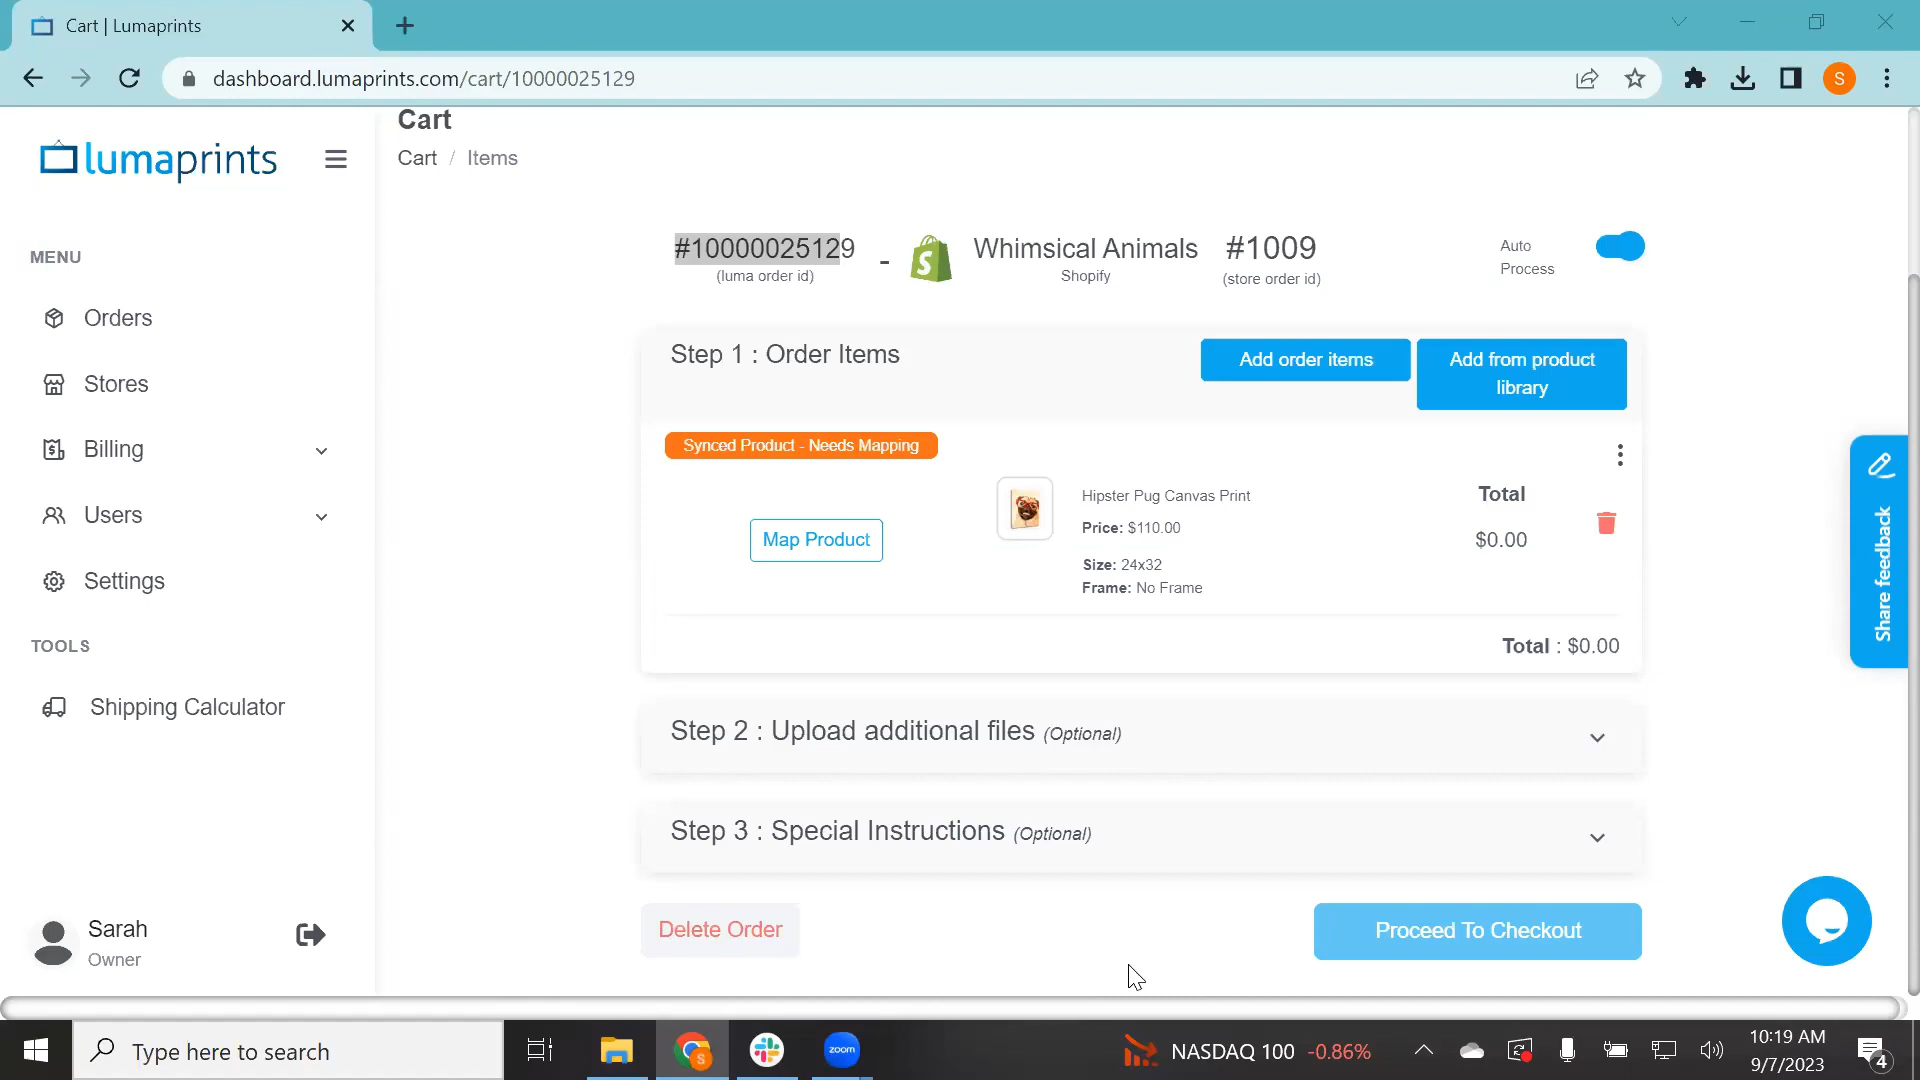 Cart | Lumaprints
dashboard.lumaprints.com/cart/10000025129
S
lumaprints
MENU
Orders
Stores
Billing
Users
Settings
TOOLS
Shipping Calculator
Sarah
Owner
Cart
Cart / Items
#10000025129
(luma order id)
-
Whimsical Animals
Shopify
#1009
(store order id)
Auto
Process
Step 1 : Order Items
Add order items
Add from product
library
Synced Product - Needs Mapping
Map Product
Hipster Pug Canvas Print
Price: $110.00
Size: 24x32
Frame: No Frame
Total
$0.00
Total : $0.00
Step 2 : Upload additional files (Optional)
Step 3 : Special Instructions (Optional)
Delete Order
Proceed To Checkout
Share feedback
Type here to search
S
zoom
NASDAQ 100 -0.86%
10:19 AM
9/7/2023
4